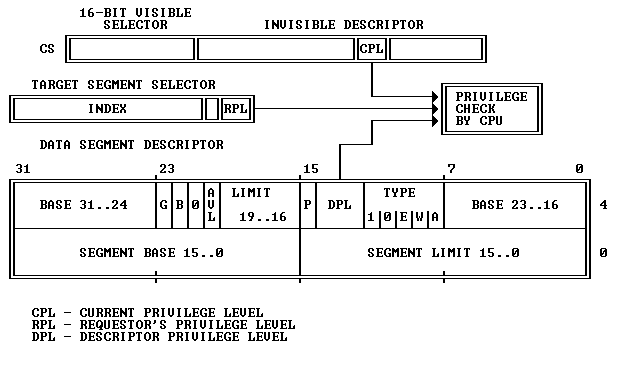 16-BIT VISIBLE
SELECTOR
INVISIBLE DESCRIPTOR
CS
CPL
TARGET SEGMENT SELECTOR
INDEX
RPL
PRIVILEGE
CHECK
BY CPU
DATA SEGMENT DESCRIPTOR
31 23 15 7 0
BASE 31..24
G
B
0
A
V
L
LIMIT
19..16
P
DPL
TYPE
1 0 E W A
BASE 23..16
4
SEGMENT BASE 15..0
SEGMENT LIMIT 15..0
0
CPL - CURRENT PRIVILEGE LEVEL
RPL - REQUESTOR'S PRIVILEGE LEVEL
DPL - DESCRIPTOR PRIVILEGE LEVEL